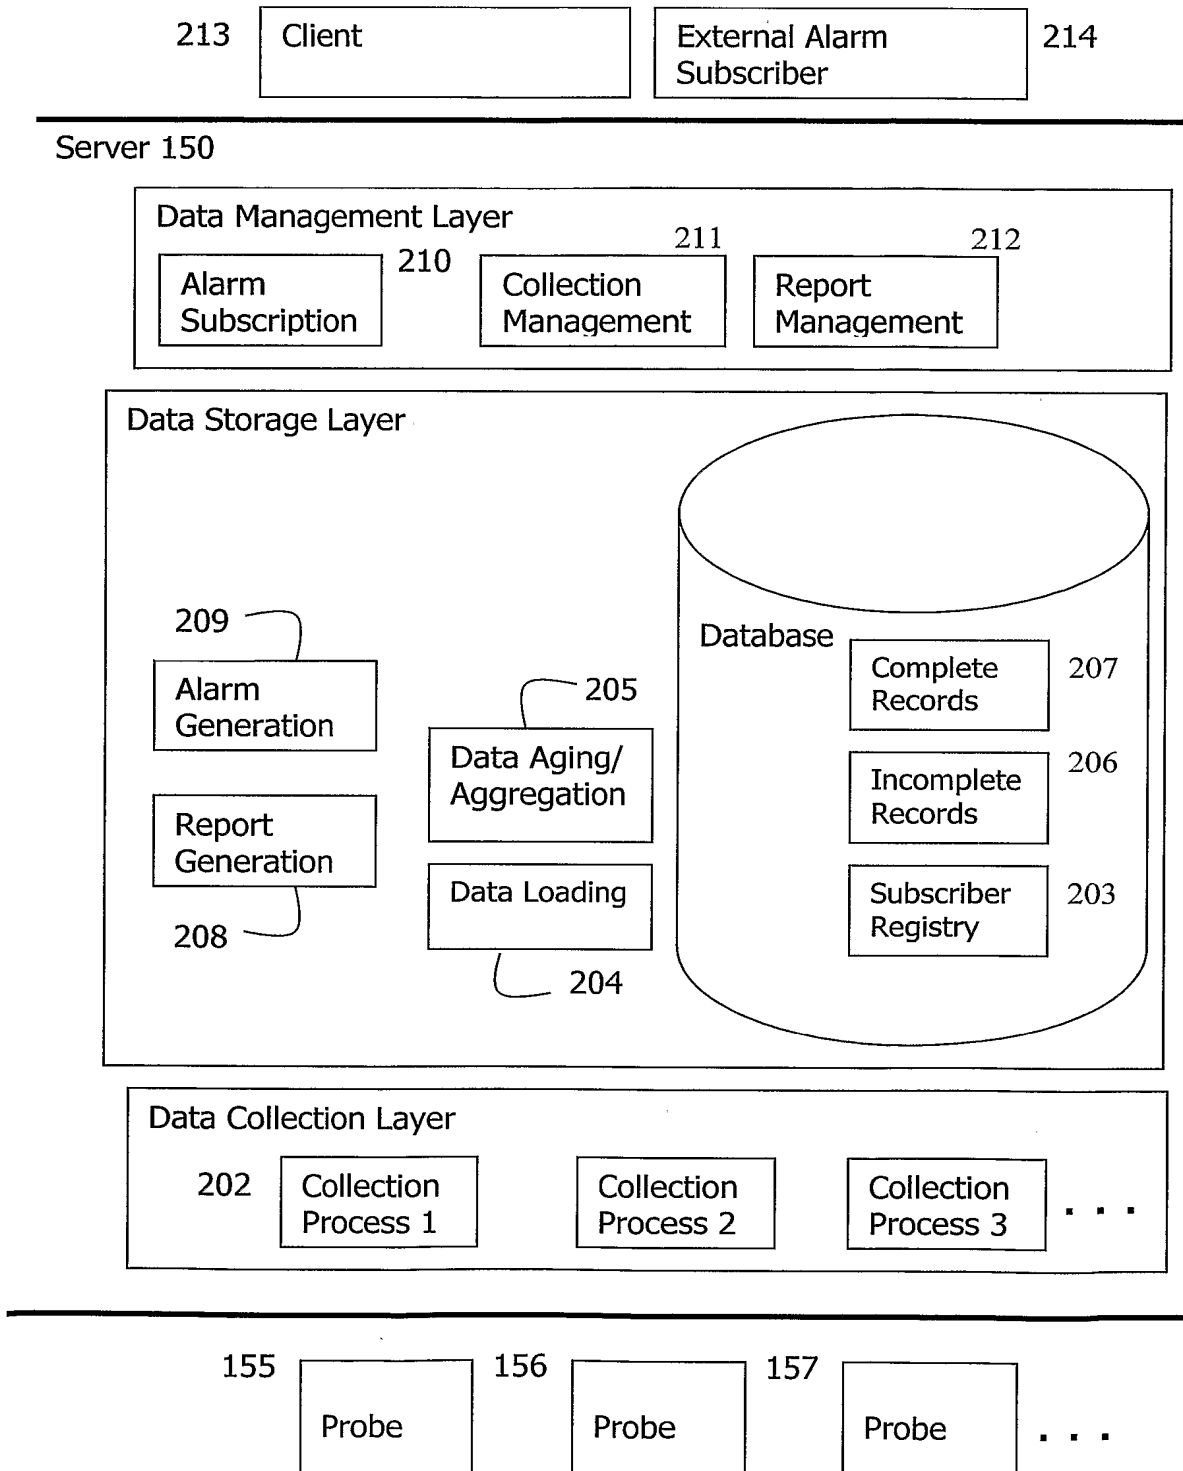 213
Client
External Alarm
Subscriber
214
Server 150
Data Management Layer
Alarm
Subscription
210
Collection
Management
211
Report
Management
212
Data Storage Layer
209
Alarm
Generation
Report
Generation
208
205
Data Aging/
Aggregation
Data Loading
204
Database
Complete
Records
207
Incomplete
Records
206
Subscriber
Registry
203
Data Collection Layer
202
Collection
Process 1
Collection
Process 2
Collection
Process 3
. . .
155
Probe
156
Probe
157
Probe
. . .